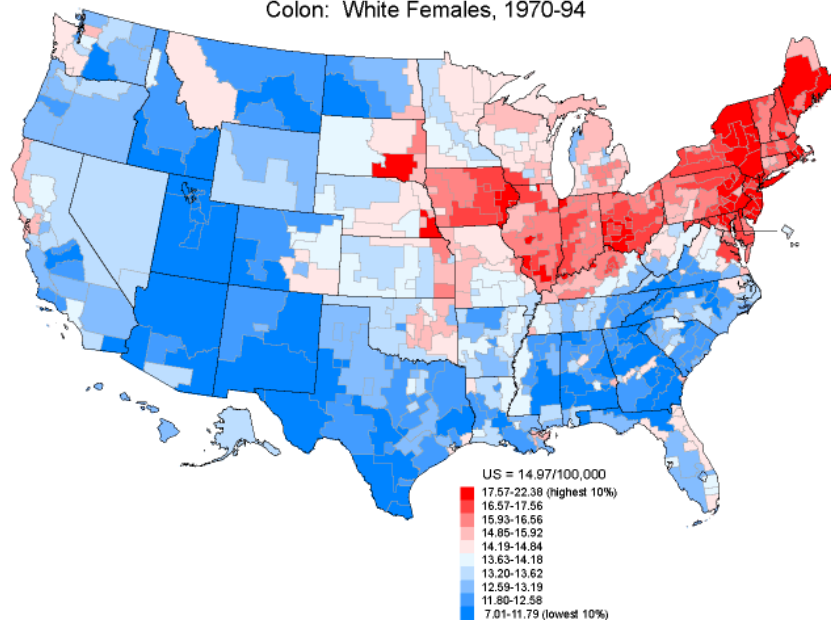 Colon: White Females, 1970-94
DC
US = 14.97/100,000
17.57-22.38 (highest 10%)
16.57-17.56
15.93-16.56
14.85-15.92
14.19-14.84
13.63-14.18
13.20-13.62
12.59-13.19
11.80-12.58
7.01-11.79 (lowest 10%)